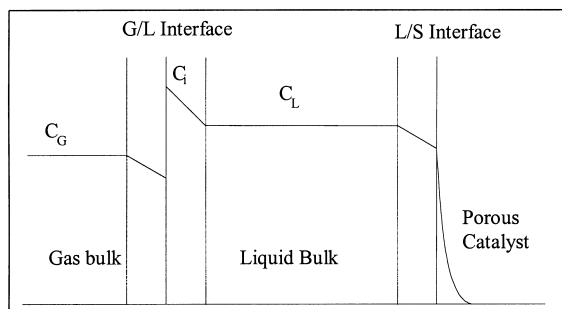 G/L Interface
L/S Interface
Ci
CL
CG
Porous
Catalyst
Gas bulk
Liquid Bulk